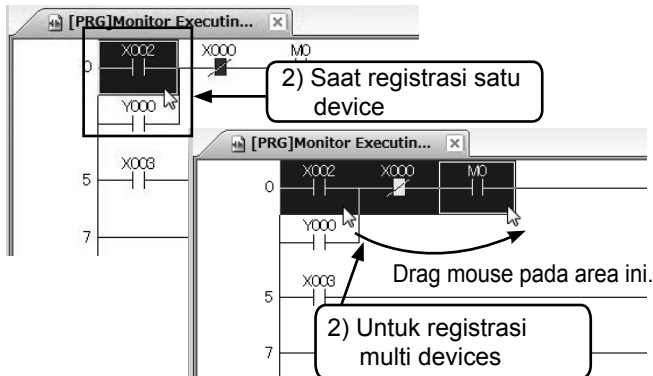 [PRG]Monitor Executin...
X002 X000 M0
0
2) Saat registrasi satu
device
Y000
X003
5
7
[PRG]Monitor Executin...
X002 X000 M0
0
Y000
Drag mouse pada area ini.
X003
5
2) Untuk registrasi
multi devices
7